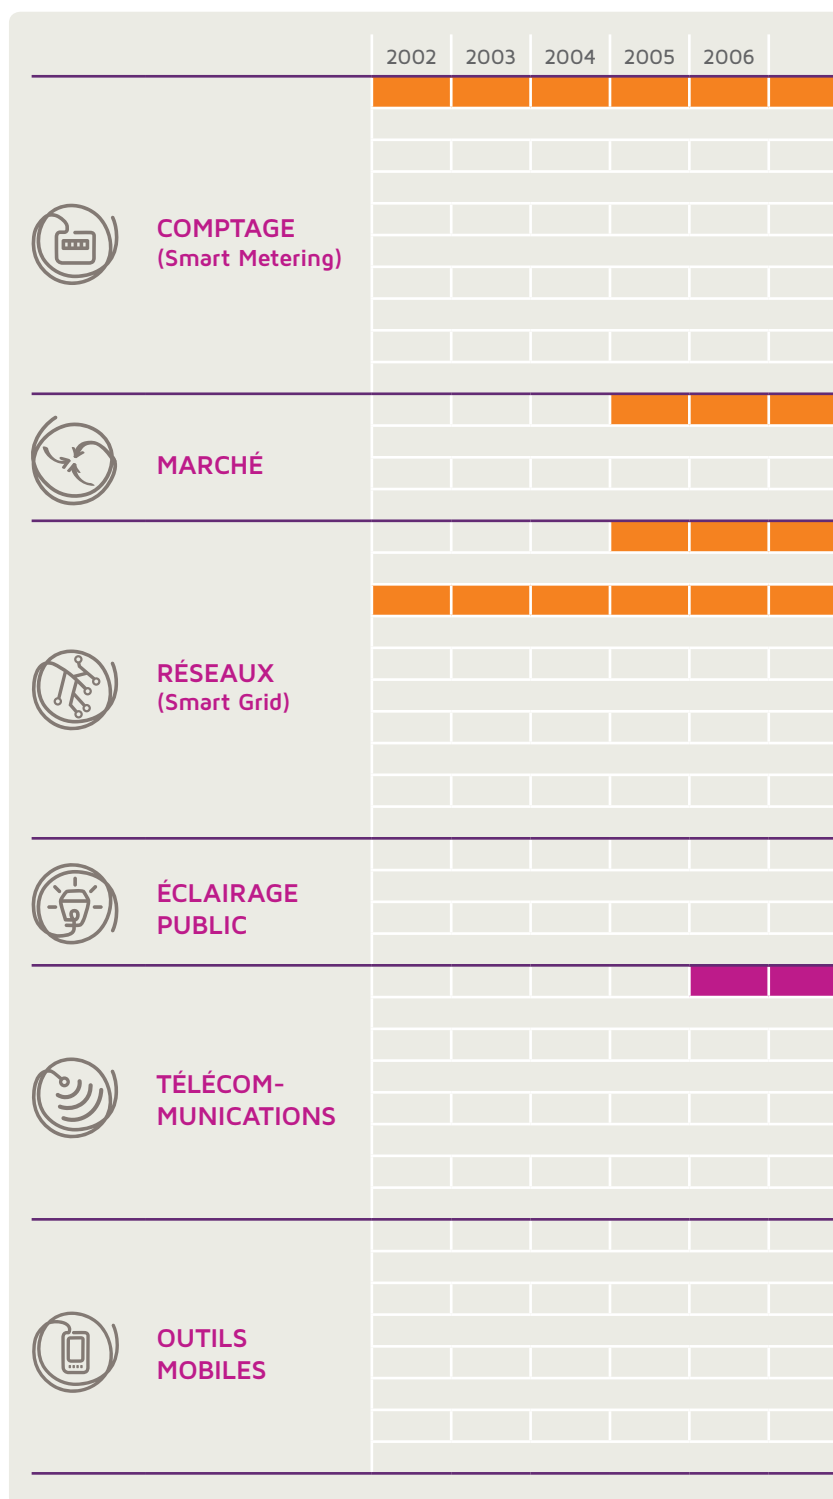 2002 2003 2004 2005 2006
COMPTAGE
(Smart Metering)
MARCHÉ
RÉSEAUX
(Smart Grid)
ÉCLAIRAGE
PUBLIC
TÉLÉCOM-
MUNICATIONS
OUTILS
MOBILES